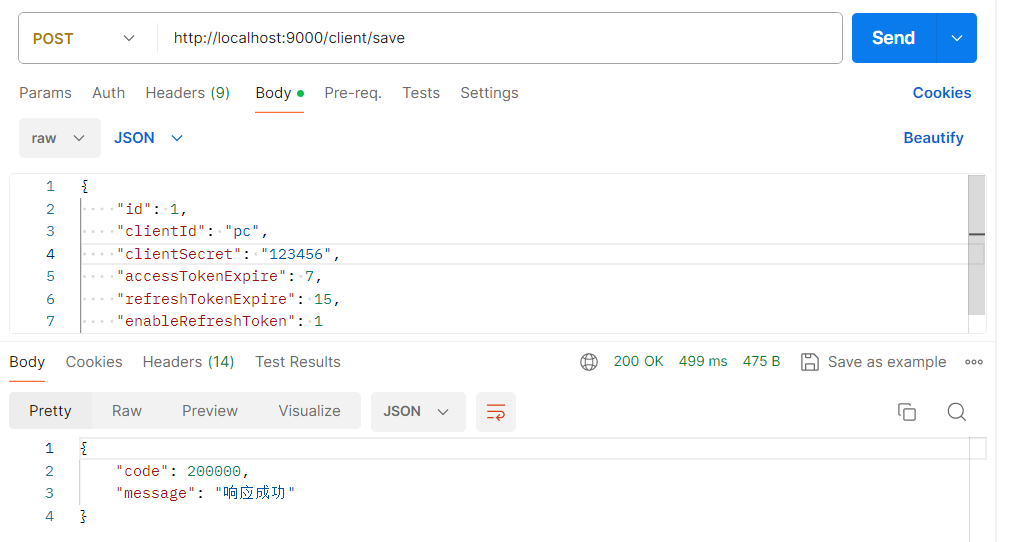 POST http://localhost:9000/client/save Send
Params Auth Headers (9) Body Pre-req. Tests Settings Cookies
raw JSON Beautify
1 {
2 "id": 1,
3 "clientId": "pc",
4 "clientSecret": "123456",
5 "accessTokenExpire": 7,
6 "refreshTokenExpire": 15,
7 "enableRefreshToken": 1
Body Cookies Headers (14) Test Results 200 OK 499 ms 475 B Save as example
Pretty Raw Preview Visualize JSON
1 {
2 "code": 200000,
3 "message": "响应成功"
4 }